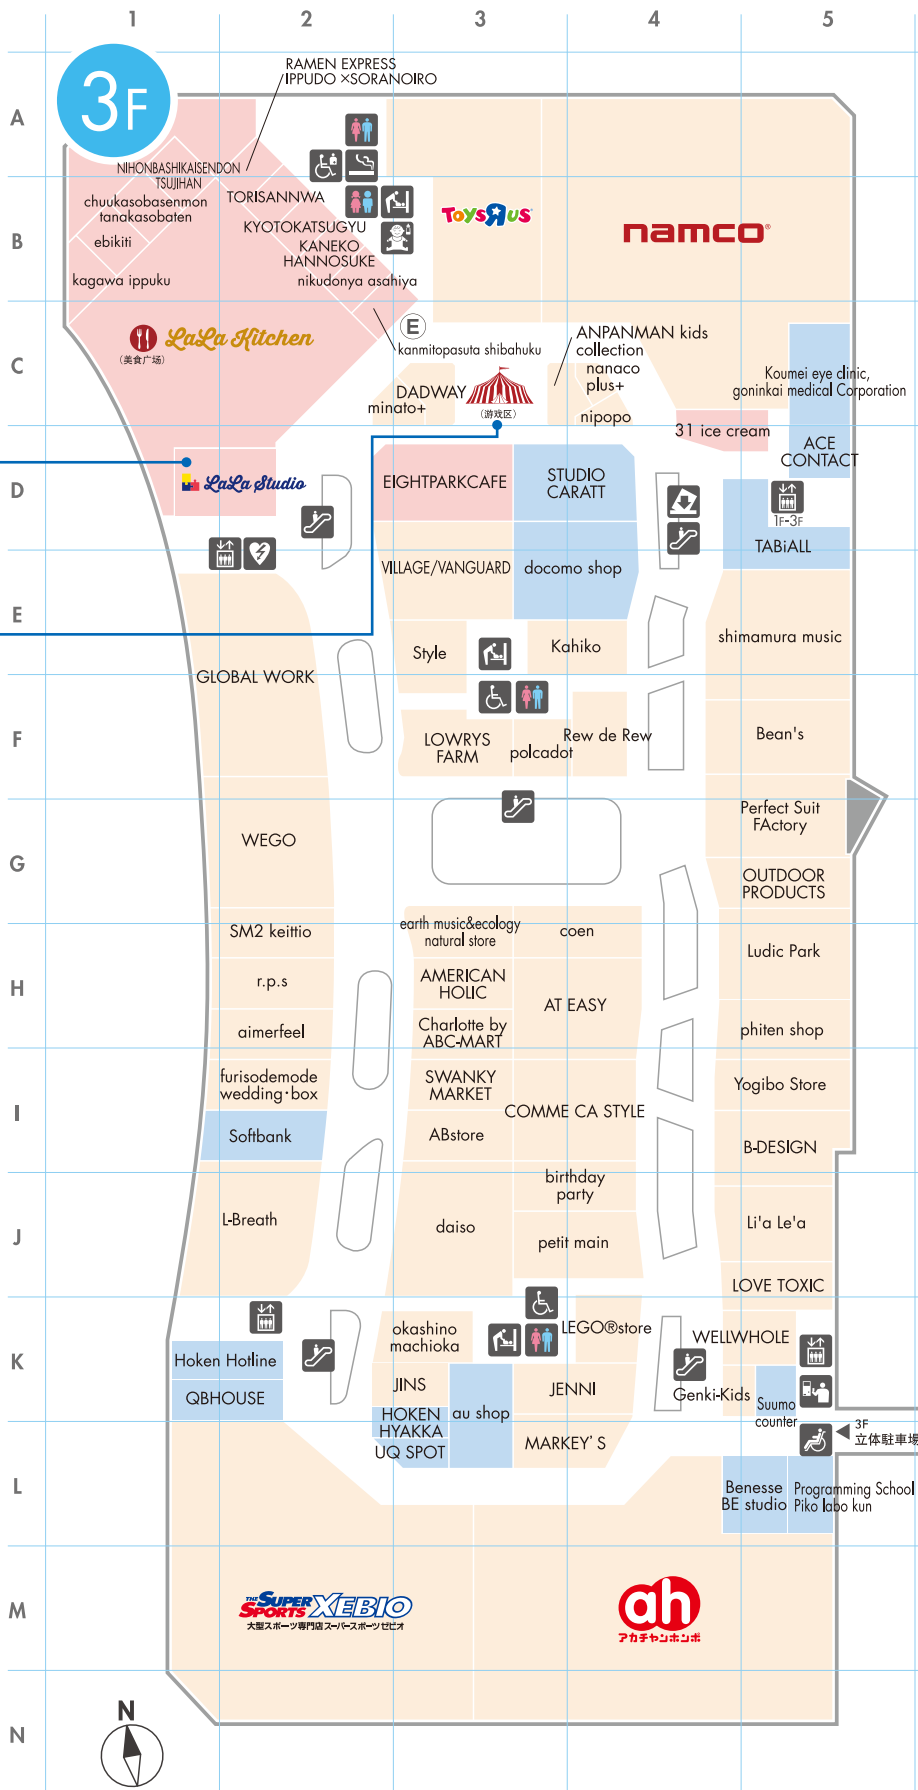 1 2 3 4 5
3F
RAMEN EXPRESS
IPPUDO ×SORANOIRO
A
NIHONBASHIKAISENDON
TSUJIHAN
chuukasobasenmon
tanakasobaten
TORISANNWA
ToysЯus
namco®
B
ebikiti
KYOTOKATSUGYU
KANEKO
HANNOSUKE
kagawa ippuku
nikudonya asahiya
E
LaLa Kitchen
(美食广场)
kanmitopasuta shibahuku
ANPANMAN kids
collection
nanaco
plus+
C
Koumei eye clinic,
goninkai medical Corporation
DADWAY
minato+
(游戏区)
nipopo
31 ice cream
ACE
CONTACT
D
LaLa Studio
EIGHTPARKCAFE
STUDIO
CARATT
1F-3F
TABiALL
VILLAGE/VANGUARD
docomo shop
E
Style
Kahiko
shimamura music
GLOBAL WORK
F
LOWRYS
FARM
polcadot
Rew de Rew
Bean's
Perfect Suit
FActory
G
WEGO
OUTDOOR
PRODUCTS
SM2 keittio
earth music&ecology
natural store
coen
Ludic Park
H
r.p.s
AMERICAN
HOLIC
AT EASY
aimerfeel
Charlotte by
ABC-MART
phiten shop
furisodemode
wedding·box
SWANKY
MARKET
Yogibo Store
I
COMME CA STYLE
Softbank
ABstore
B-DESIGN
birthday
party
J
L-Breath
daiso
petit main
Li'a Le'a
LOVE TOXIC
okashino
machioka
LEGO®store
WELLWHOLE
K
Hoken Hotline
QBHOUSE
JINS
JENNI
Genki-Kids
Suumo
counter
HOKEN
HYAKKA
au shop
UQ SPOT
MARKEY'S
3F
立体駐車場
L
Benesse
BE studio
Programming School
Piko labo kun
M
THE SUPER SPORTS XEBIO
大型スポーツ専門店 スーパースポーツゼビオ
ah
アカチャンホンポ
N
N